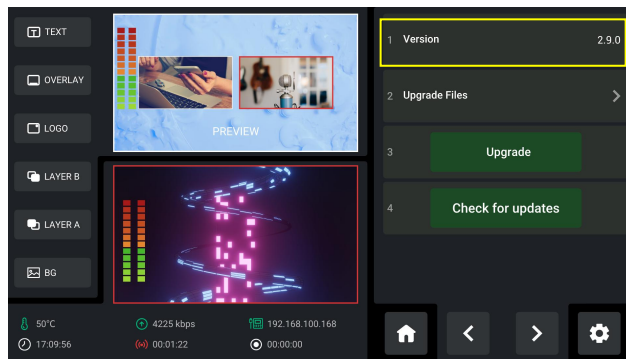 TEXT
OVERLAY
LOGO
LAYER B
LAYER A
BG
PREVIEW
50°C
4225 kbps
192.168.100.168
17:09:56
00:01:22
00:00:00
1 Version 2.9.0
2 Upgrade Files
3 Upgrade
4 Check for updates